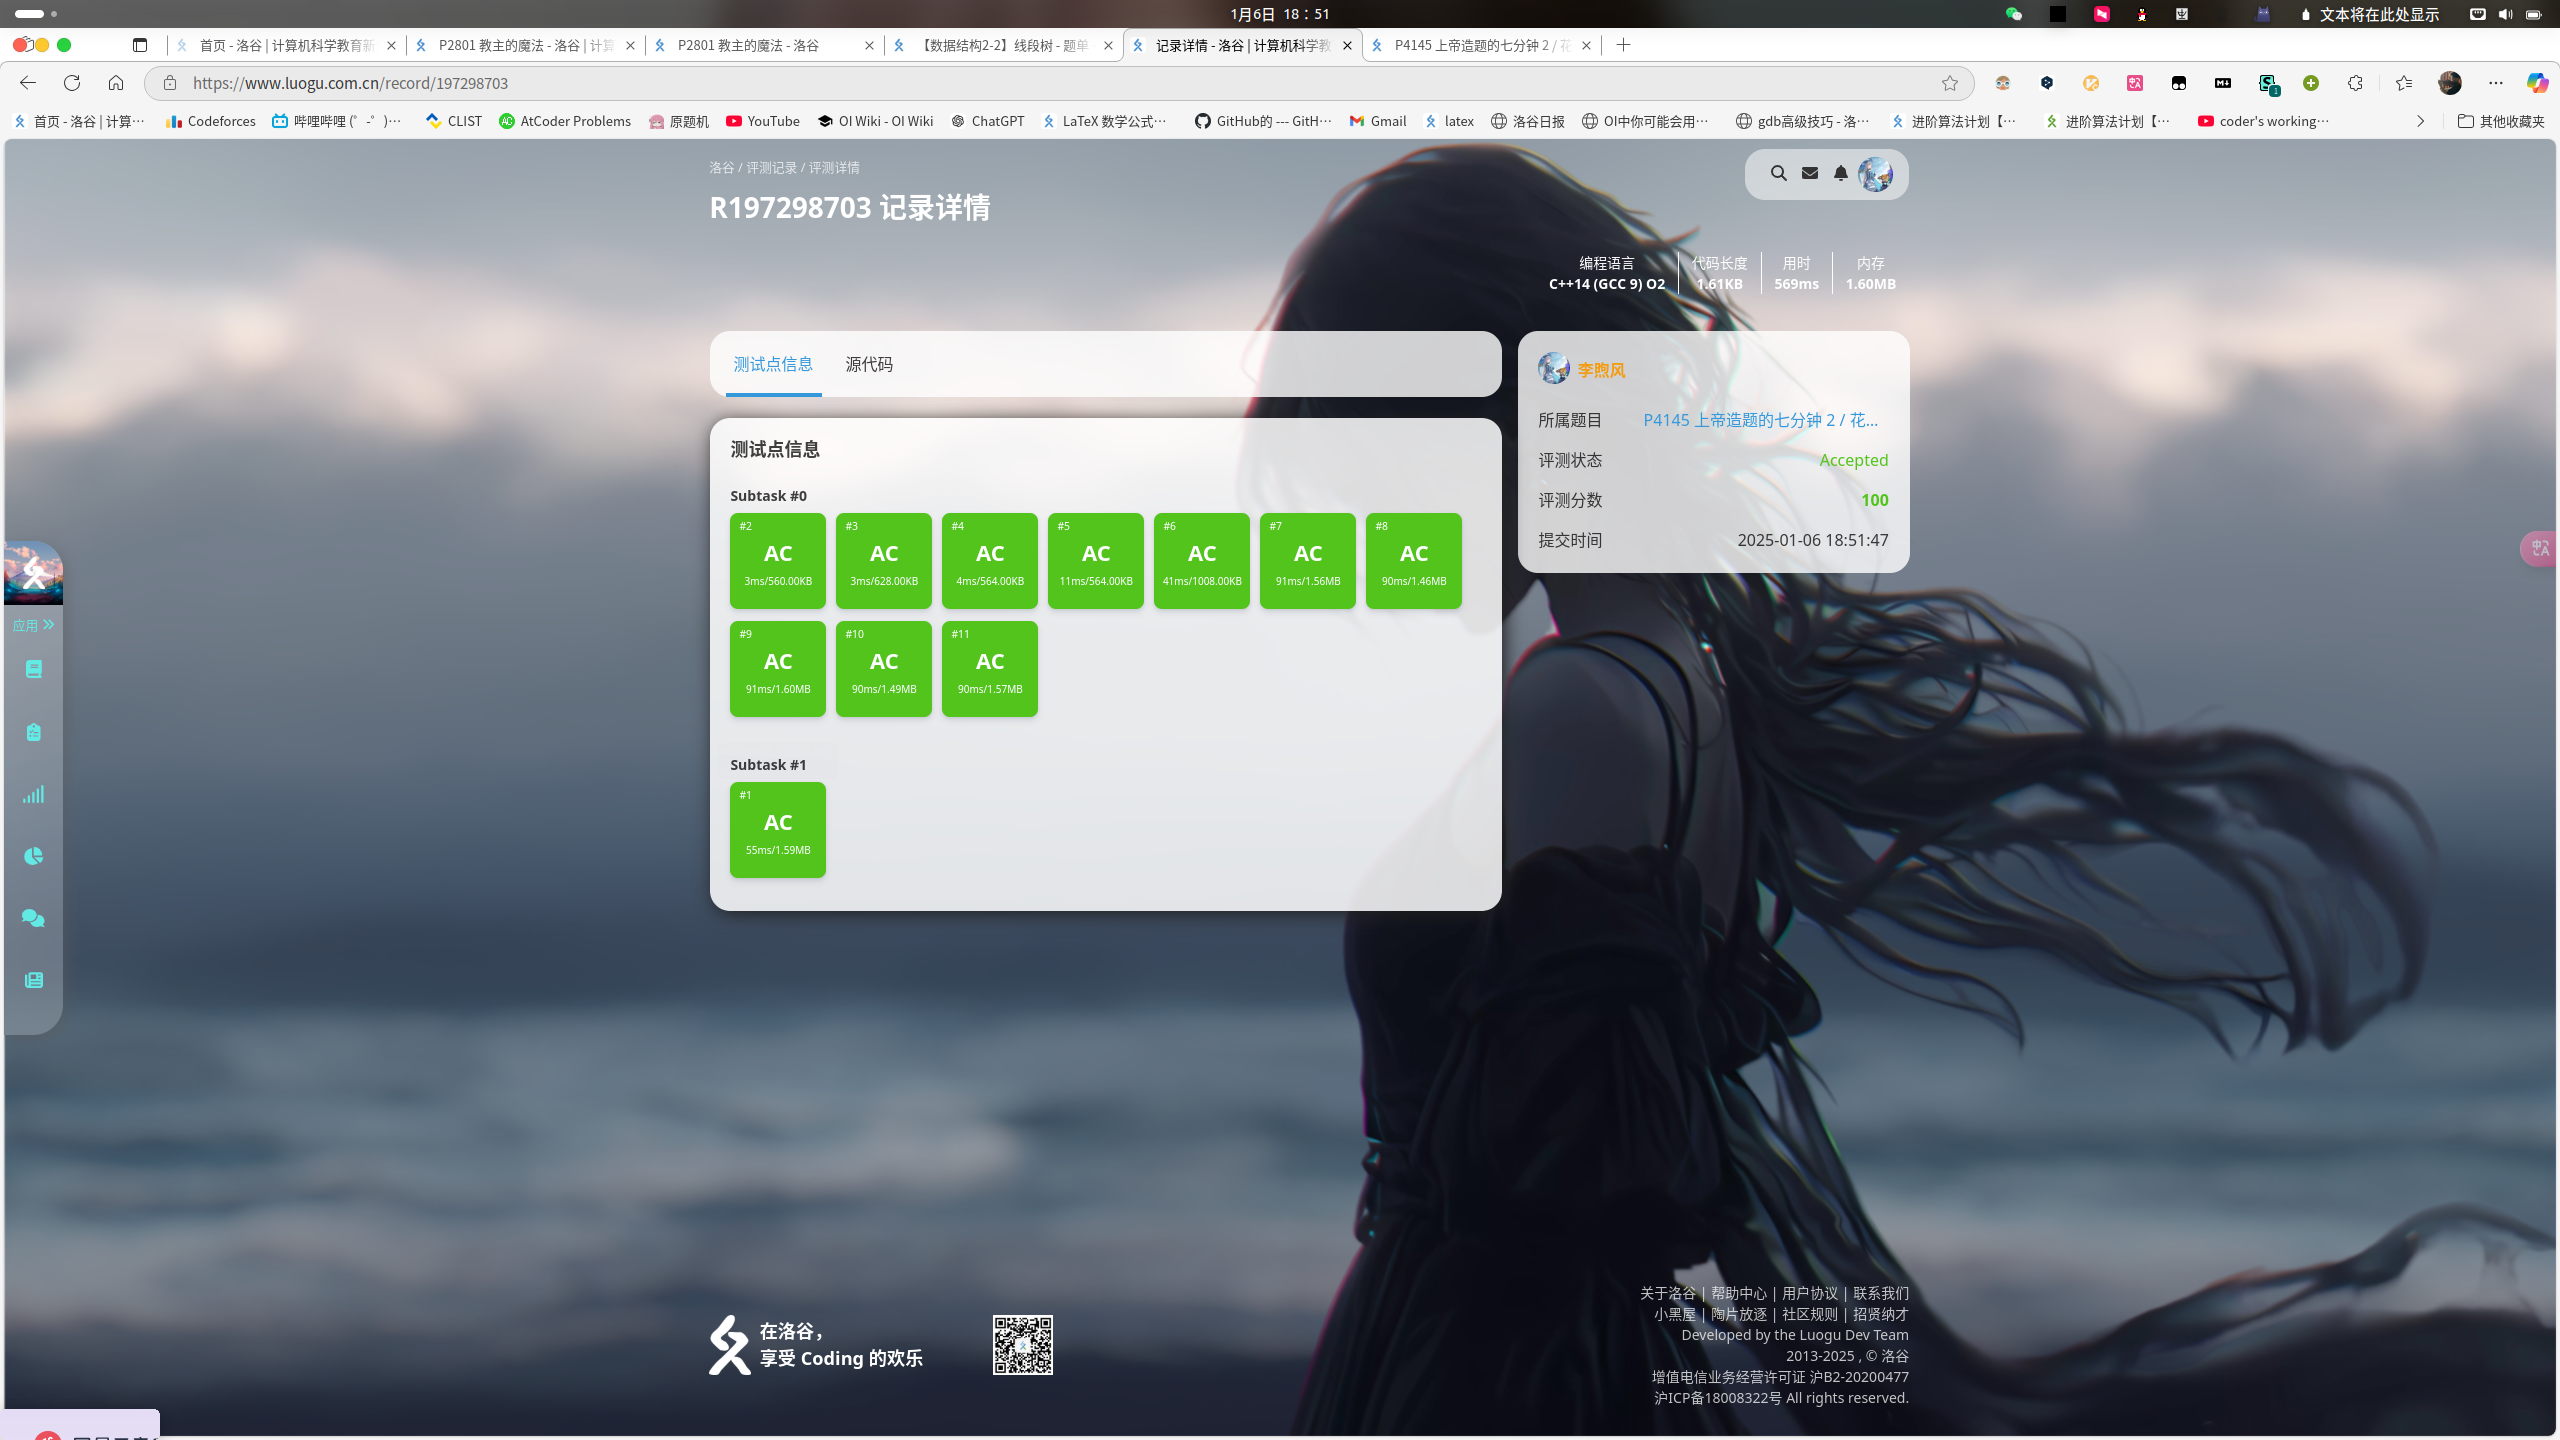 1月6日 18：51
文本将在此处显示
首页 - 洛谷 | 计算机科学教育新
P2801 教主的魔法 - 洛谷 | 计算
P2801 教主的魔法 - 洛谷
【数据结构2-2】线段树 - 题单
记录详情 - 洛谷 | 计算机科学教
P4145 上帝造题的七分钟 2 / 花
https://www.luogu.com.cn/record/197298703
首页 - 洛谷 | 计算…
Codeforces
哔哩哔哩 (゜-゜)…
CLIST
AtCoder Problems
原题机
YouTube
OI Wiki - OI Wiki
ChatGPT
LaTeX 数学公式…
GitHub的 --- GitH…
Gmail
latex
洛谷日报
OI中你可能会用…
gdb高级技巧 - 洛…
进阶算法计划【…
进阶算法计划【…
coder's working…
其他收藏夹
洛谷 / 评测记录 / 评测详情
R197298703 记录详情
编程语言
C++14 (GCC 9) O2
代码长度
1.61KB
用时
569ms
内存
1.60MB
测试点信息
源代码
测试点信息
Subtask #0
#2
AC
3ms/560.00KB
#3
AC
3ms/628.00KB
#4
AC
4ms/564.00KB
#5
AC
11ms/564.00KB
#6
AC
41ms/1008.00KB
#7
AC
91ms/1.56MB
#8
AC
90ms/1.46MB
#9
AC
91ms/1.60MB
#10
AC
90ms/1.49MB
#11
AC
90ms/1.57MB
Subtask #1
#1
AC
55ms/1.59MB
李煦风
所属题目
P4145 上帝造题的七分钟 2 / 花...
评测状态
Accepted
评测分数
100
提交时间
2025-01-06 18:51:47
应用
在洛谷，
享受 Coding 的欢乐
关于洛谷 | 帮助中心 | 用户协议 | 联系我们
小黑屋 | 陶片放逐 | 社区规则 | 招贤纳才
Developed by the Luogu Dev Team
2013-2025 , © 洛谷
增值电信业务经营许可证 沪B2-20200477
沪ICP备18008322号 All rights reserved.